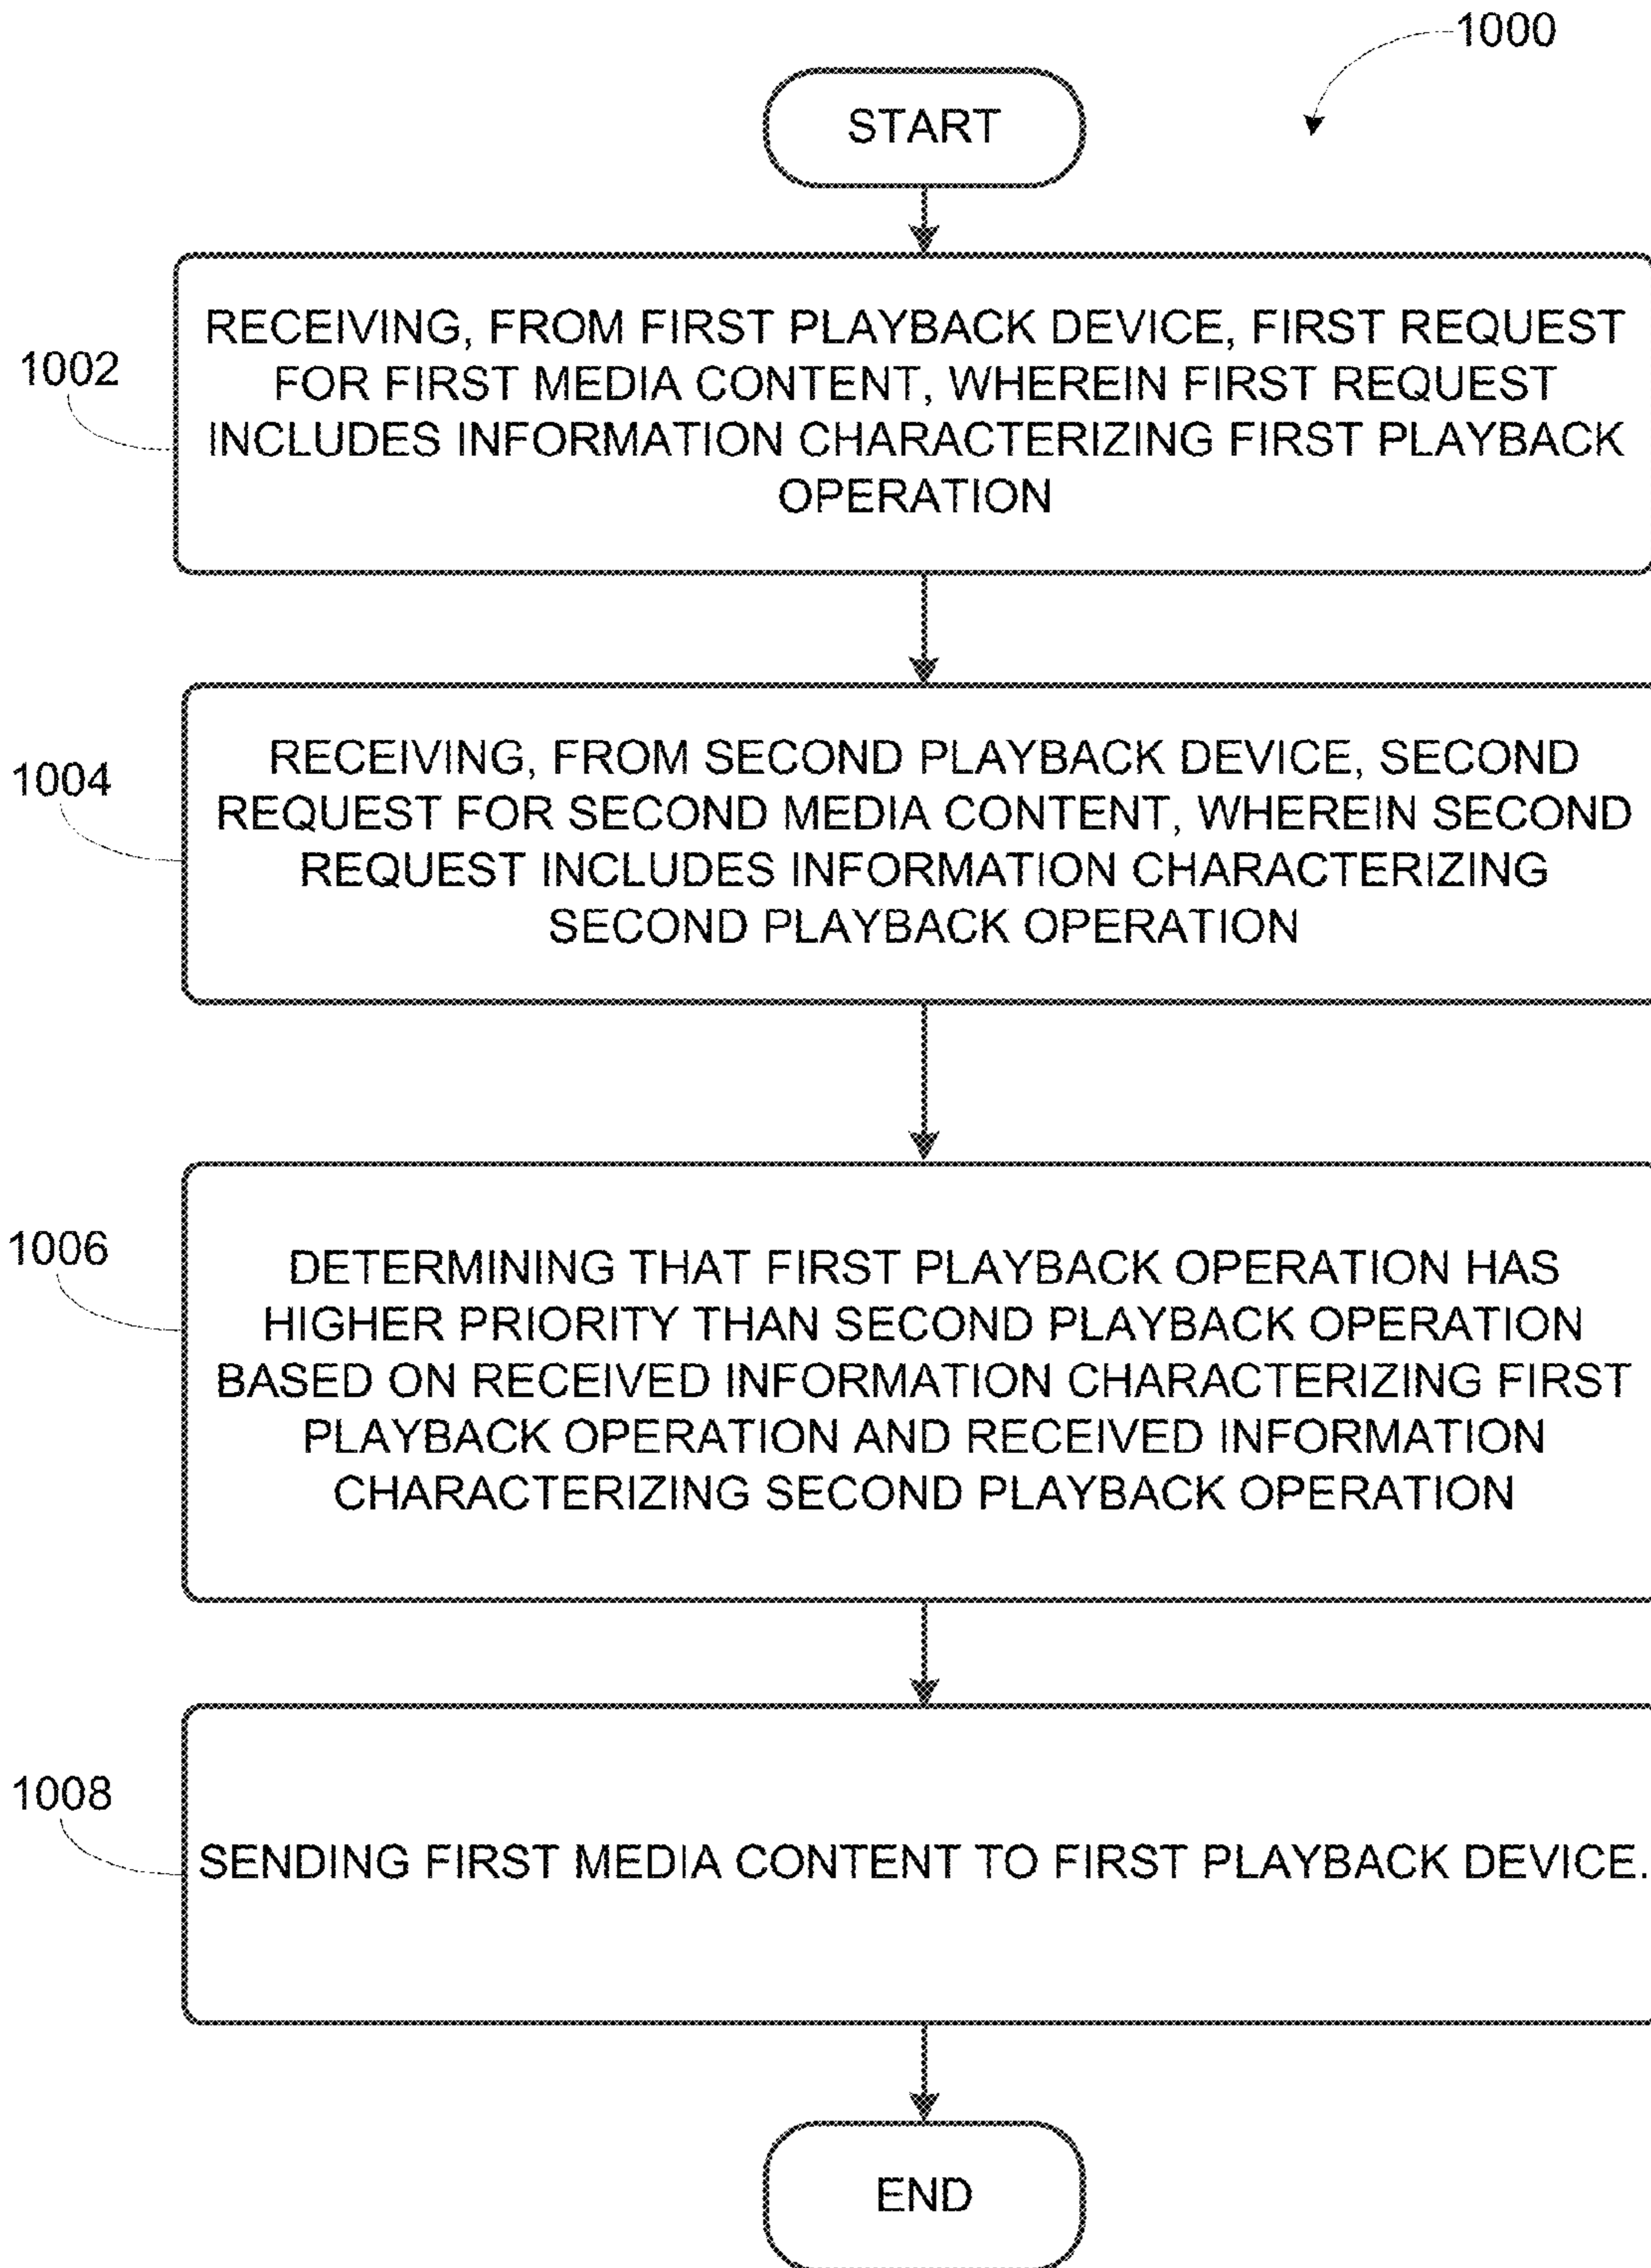 1000
START
1002
RECEIVING, FROM FIRST PLAYBACK DEVICE, FIRST REQUEST
FOR FIRST MEDIA CONTENT, WHEREIN FIRST REQUEST
INCLUDES INFORMATION CHARACTERIZING FIRST PLAYBACK
OPERATION
1004
RECEIVING, FROM SECOND PLAYBACK DEVICE, SECOND
REQUEST FOR SECOND MEDIA CONTENT, WHEREIN SECOND
REQUEST INCLUDES INFORMATION CHARACTERIZING
SECOND PLAYBACK OPERATION
1006
DETERMINING THAT FIRST PLAYBACK OPERATION HAS
HIGHER PRIORITY THAN SECOND PLAYBACK OPERATION
BASED ON RECEIVED INFORMATION CHARACTERIZING FIRST
PLAYBACK OPERATION AND RECEIVED INFORMATION
CHARACTERIZING SECOND PLAYBACK OPERATION
1008
SENDING FIRST MEDIA CONTENT TO FIRST PLAYBACK DEVICE.
END